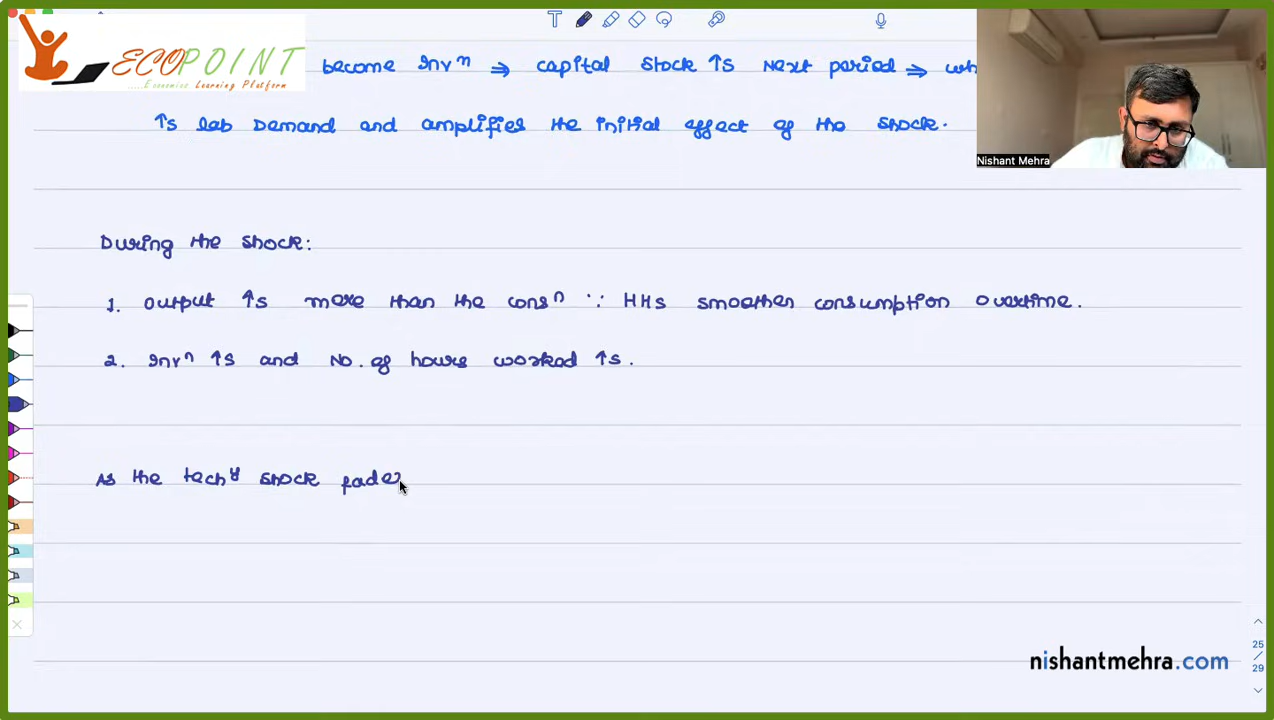 ECOPOINT
.....Economics Learning Platform
become Invⁿ ⇒ capital stock ↑s Next period ⇒ wh
↑s lab Demand and amplifies the initial effect of the shock.
Nishant Mehra
During the shock:
1. output ↑s more than the consⁿ ∵ HHs smoothen consumption overtime.
2. Invⁿ ↑s and No. of hours worked ↑s.
As the techʸ shock fades
nishantmehra.com
25
/
29